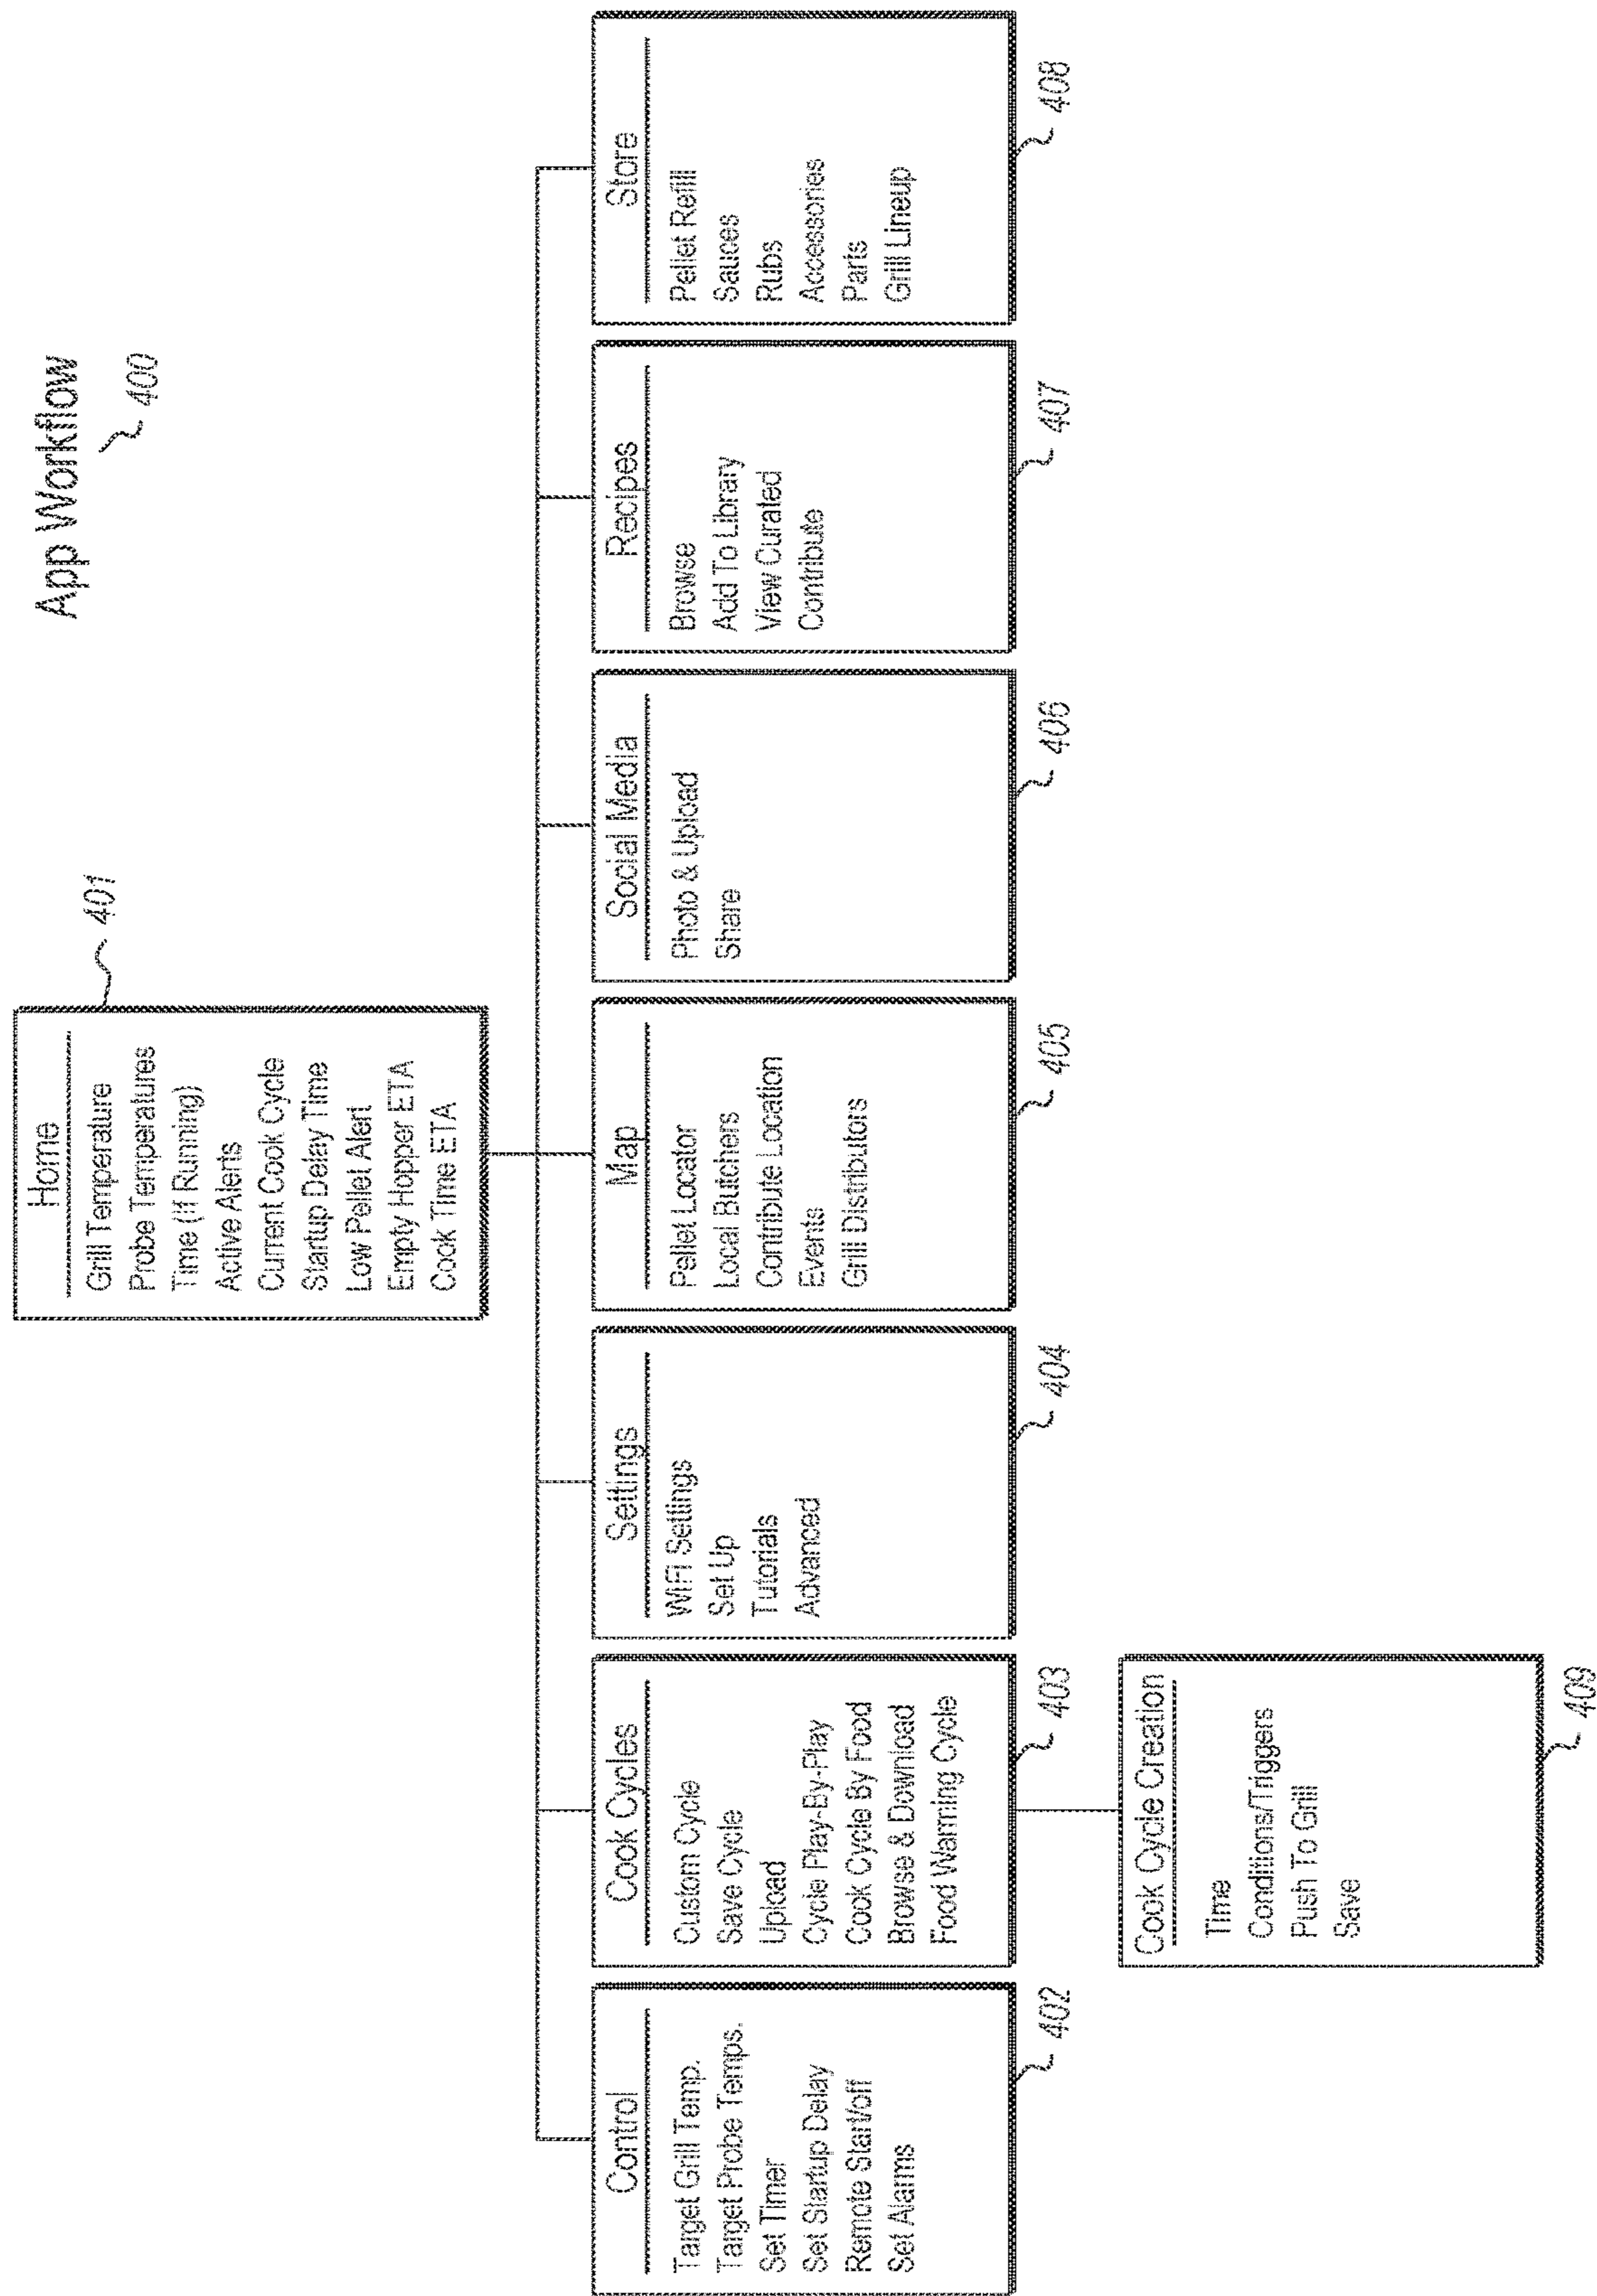 App Workflow
400
Home
Grill Temperature
Probe Temperatures
Time (If Running)
Active Alerts
Current Cook Cycle
Startup Delay Time
Low Pellet Alert
Empty Hopper ETA
Cook Time ETA
401
Control
Target Grill Temp.
Target Probe Temps.
Set Timer
Set Startup Delay
Remote Start/off
Set Alarms
402
Cook Cycles
Custom Cycle
Save Cycle
Upload
Cycle Play-By-Play
Cook Cycle By Food
Browse & Download
Food Warming Cycle
403
Settings
WiFi Settings
Set Up
Tutorials
Advanced
404
Map
Pellet Locator
Local Butchers
Contribute Location
Events
Grill Distributors
405
Social Media
Photo & Upload
Share
406
Recipes
Browse
Add To Library
View Curated
Contribute
407
Store
Pellet Refill
Sauces
Rubs
Accessories
Parts
Grill Lineup
408
Cook Cycle Creation
Time
Conditions/Triggers
Push To Grill
Save
409